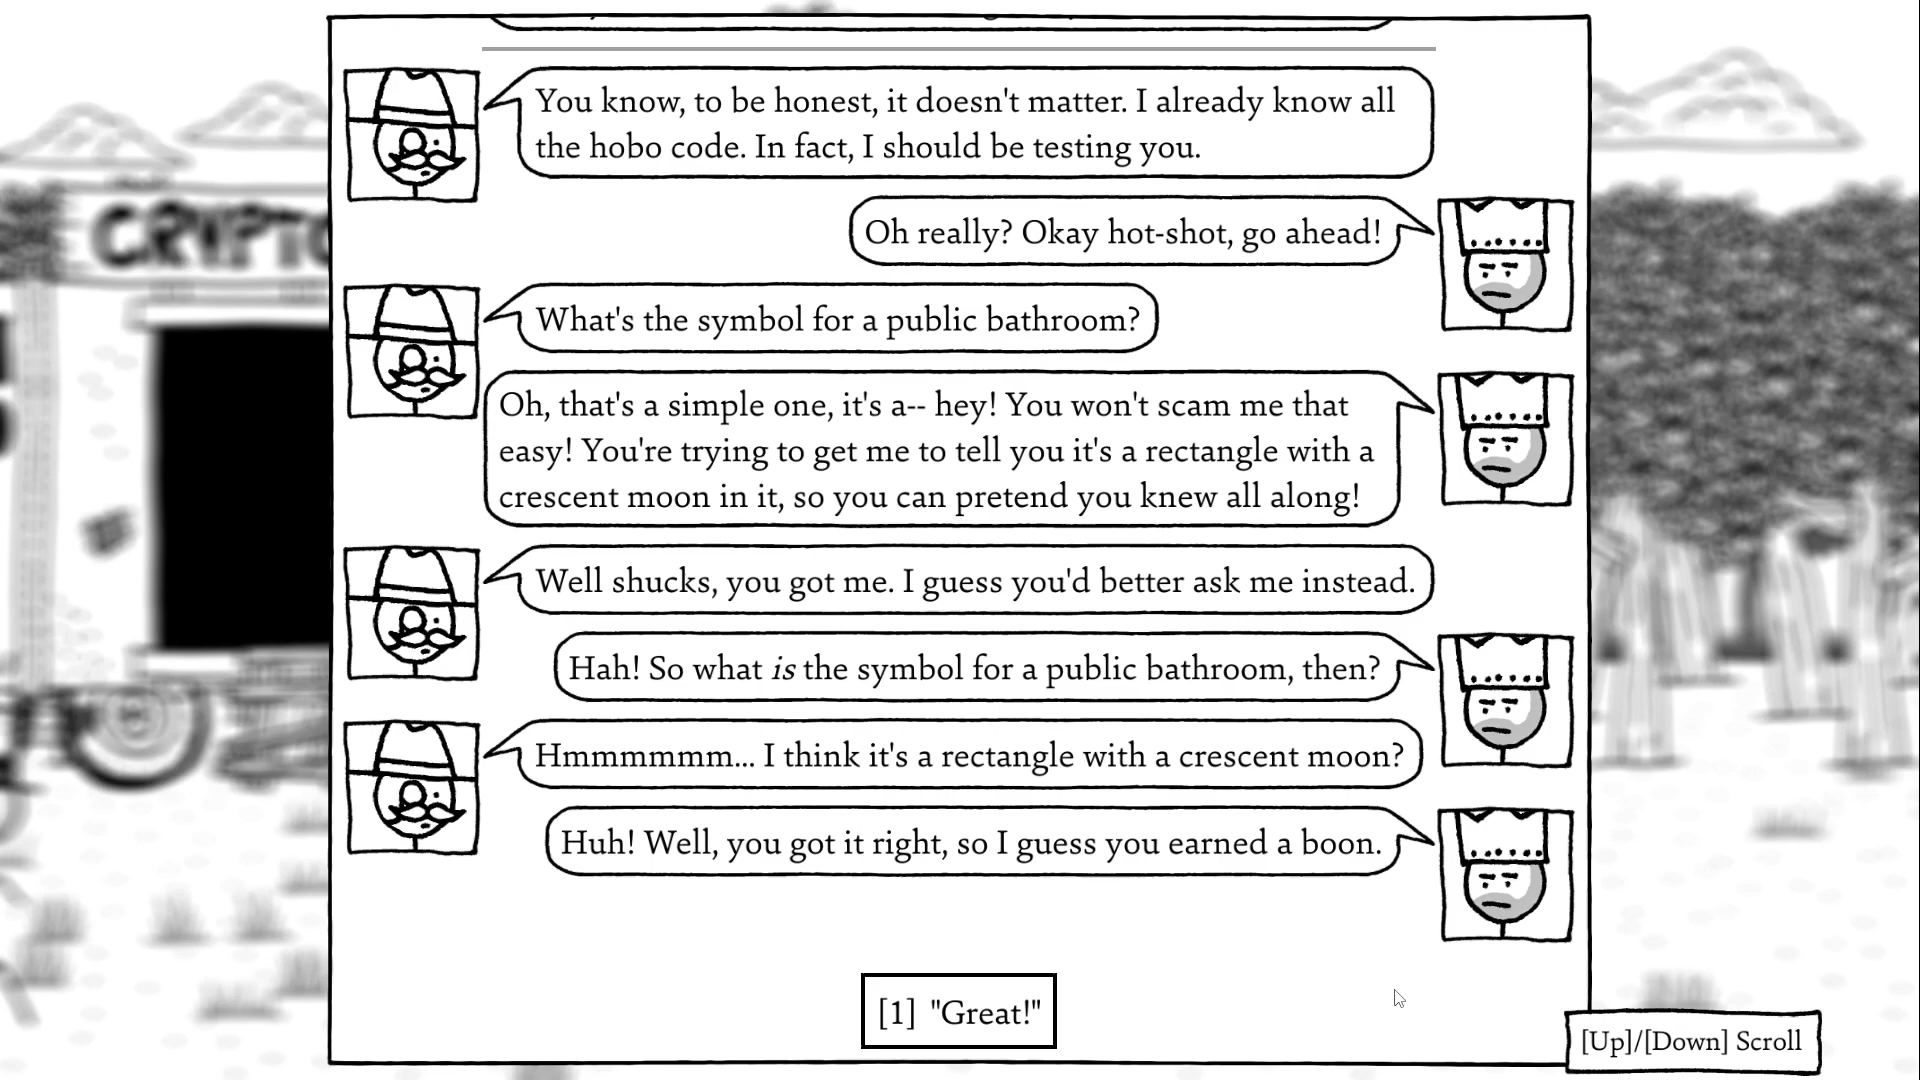 You know, to be honest, it doesn't matter. I already know all
the hobo code. In fact, I should be testing you.
Oh really? Okay hot-shot, go ahead!
What's the symbol for a public bathroom?
Oh, that's a simple one, it's a-- hey! You won't scam me that
easy! You're trying to get me to tell you it's a rectangle with a
crescent moon in it, so you can pretend you knew all along!
Well shucks, you got me. I guess you'd better ask me instead.
Hah! So what is the symbol for a public bathroom, then?
Hmmmmmm... I think it's a rectangle with a crescent moon?
Huh! Well, you got it right, so I guess you earned a boon.
[1] "Great!"
[Up]/[Down] Scroll
CRYPTO